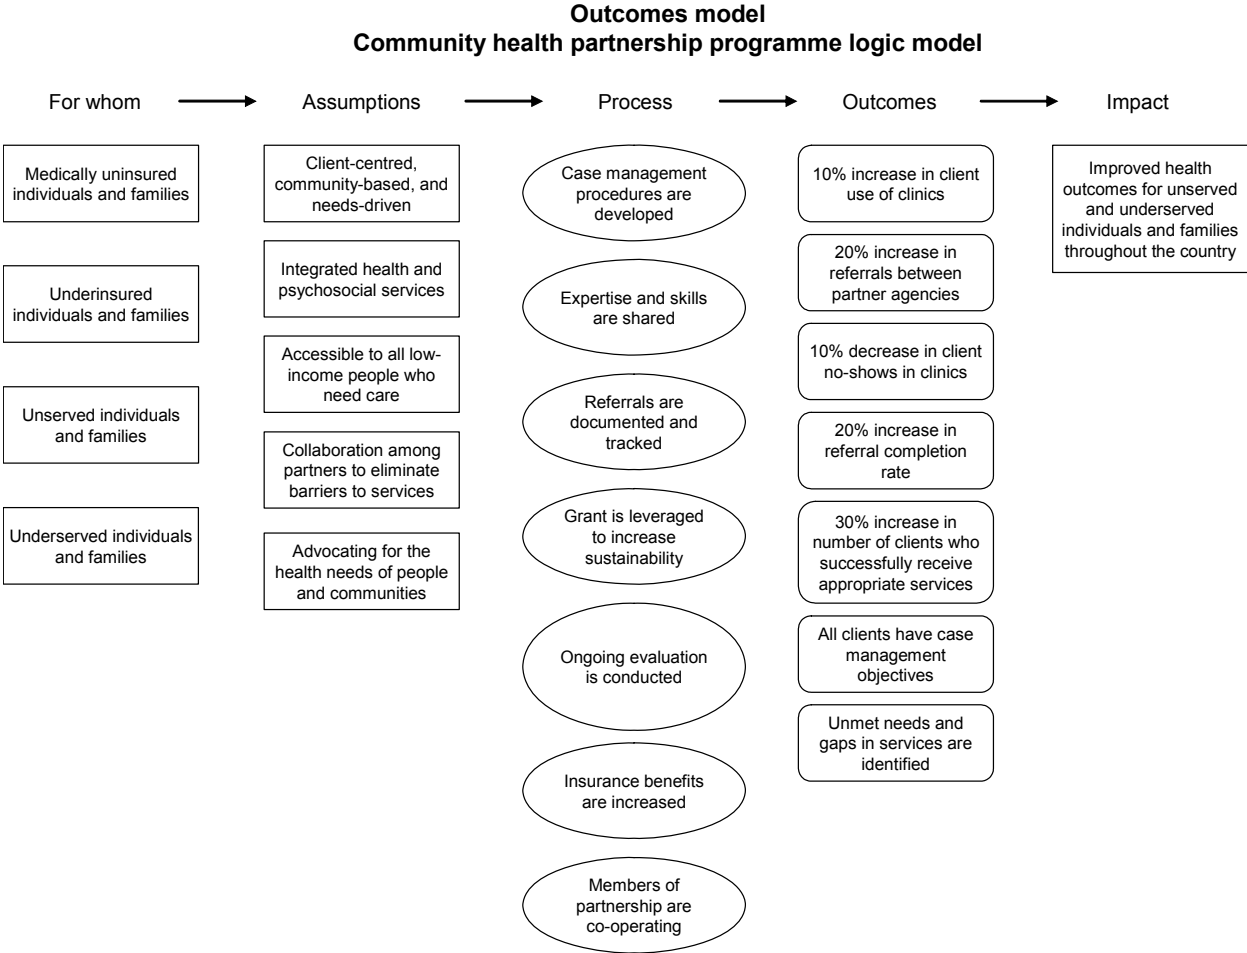 Outcomes model
Community health partnership programme logic model
For whom
Assumptions
Process
Outcomes
Impact
Medically uninsured
individuals and families
Underinsured
individuals and families
Unserved individuals
and families
Underserved individuals
and families
Client-centred,
community-based, and
needs-driven
Integrated health and
psychosocial services
Accessible to all low-
income people who
need care
Collaboration among
partners to eliminate
barriers to services
Advocating for the
health needs of people
and communities
Case management
procedures are
developed
Expertise and skills
are shared
Referrals are
documented and
tracked
Grant is leveraged
to increase
sustainability
Ongoing evaluation
is conducted
Insurance benefits
are increased
Members of
partnership are
co-operating
10% increase in client
use of clinics
20% increase in
referrals between
partner agencies
10% decrease in client
no-shows in clinics
20% increase in
referral completion
rate
30% increase in
number of clients who
successfully receive
appropriate services
All clients have case
management
objectives
Unmet needs and
gaps in services are
identified
Improved health
outcomes for unserved
and underserved
individuals and families
throughout the country